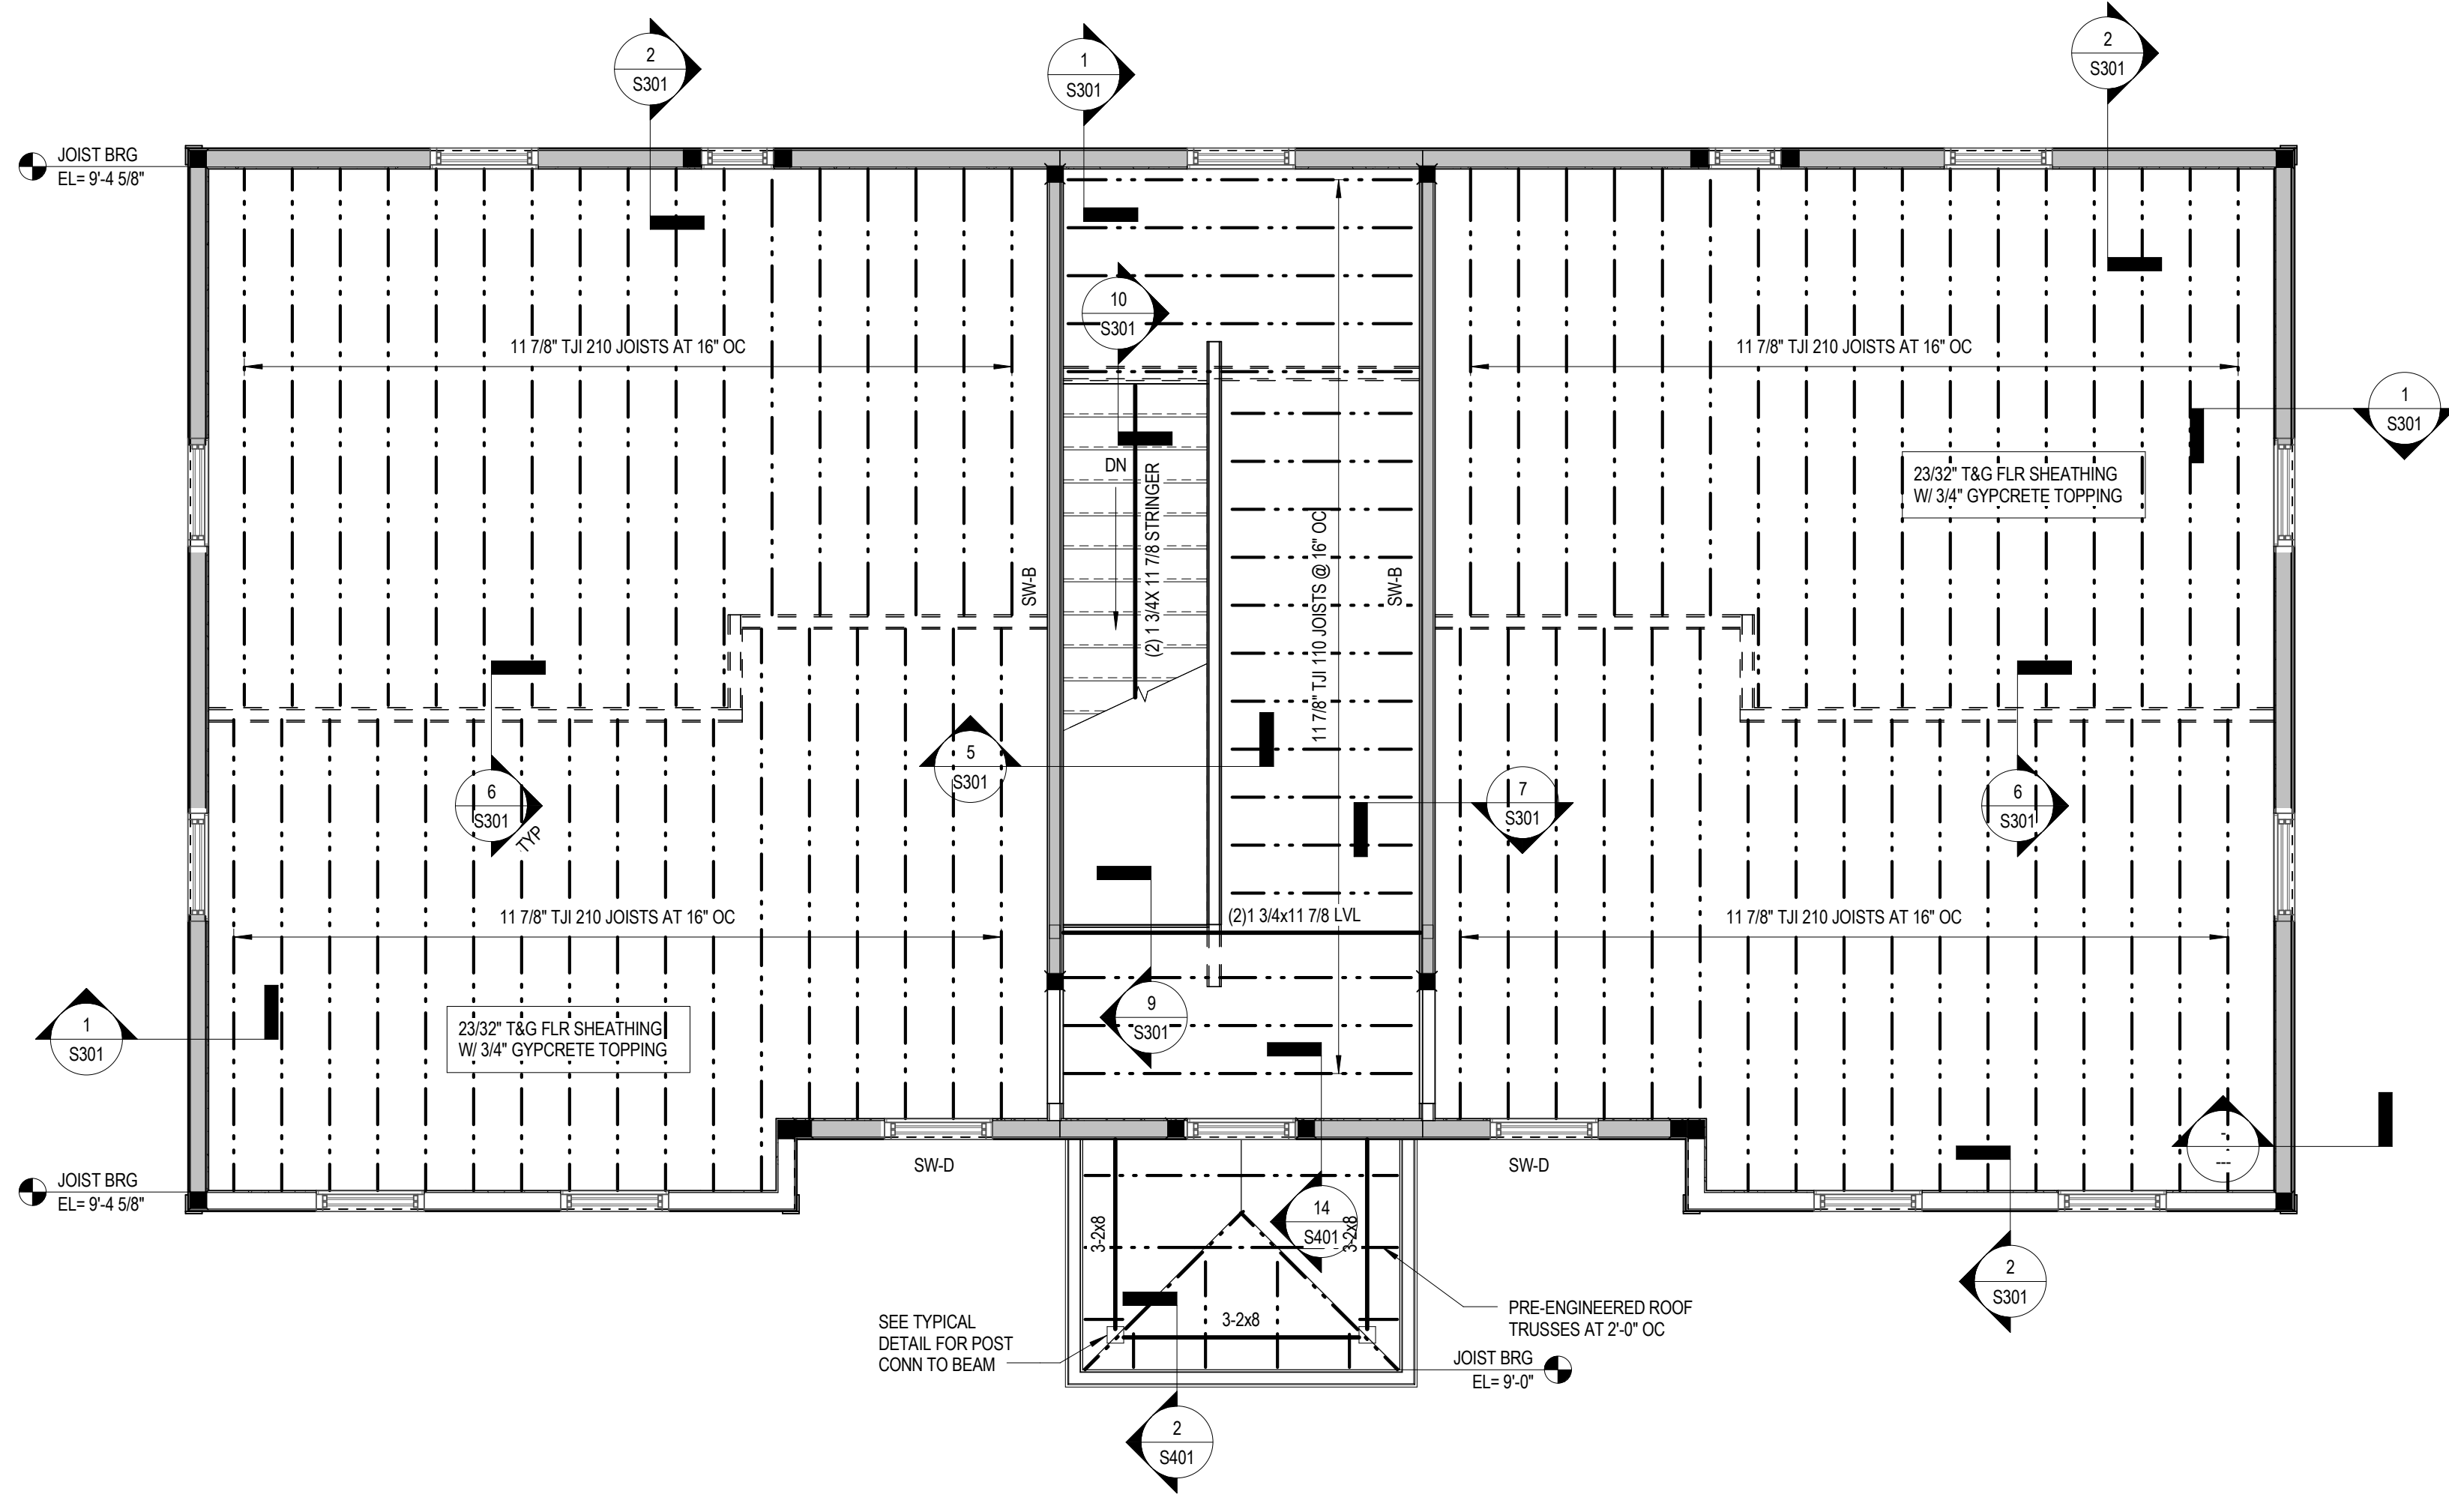 2
S301
1
S301
2
S301
JOIST BRG
EL= 9'-4 5/8"
10
S301
11 7/8" TJI 210 JOISTS AT 16" OC
11 7/8" TJI 210 JOISTS AT 16" OC
1
S301
DN
(2) 1 3/4X 11 7/8 STRINGER
23/32" T&G FLR SHEATHING
W/ 3/4" GYPCRETE TOPPING
SW-B
11 7/8" TJI 110 JOISTS @ 16" OC
SW-B
5
S301
6
S301
TYP
7
S301
6
S301
11 7/8" TJI 210 JOISTS AT 16" OC
(2)1 3/4x11 7/8 LVL
11 7/8" TJI 210 JOISTS AT 16" OC
1
S301
23/32" T&G FLR SHEATHING
W/ 3/4" GYPCRETE TOPPING
9
S301
-
---
SW-D
SW-D
JOIST BRG
EL= 9'-4 5/8"
3-2x8
14
S401
3-2x8
2
S301
SEE TYPICAL
DETAIL FOR POST
CONN TO BEAM
3-2x8
PRE-ENGINEERED ROOF
TRUSSES AT 2'-0" OC
JOIST BRG
EL= 9'-0"
2
S401